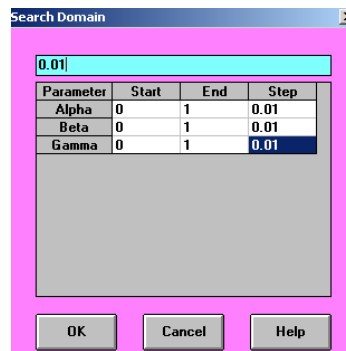 Search Domain
0.01
Parameter Start End Step
Alpha 0 1 0.01
Beta 0 1 0.01
Gamma 0 1 0.01
OK Cancel Help